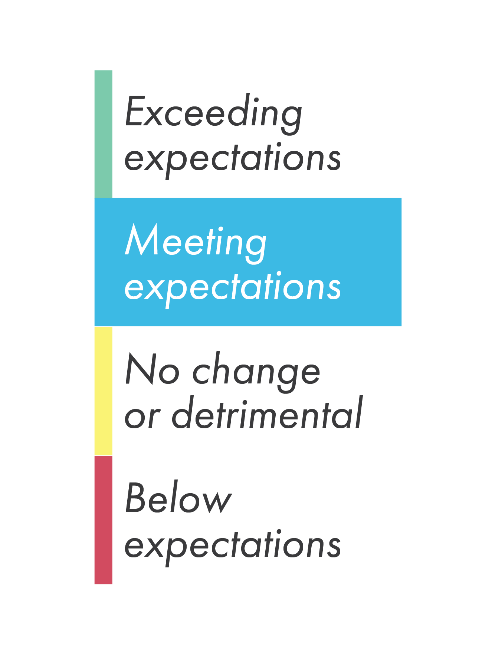 Exceeding
expectations
Meeting
expectations
No change
or detrimental
Below
expectations